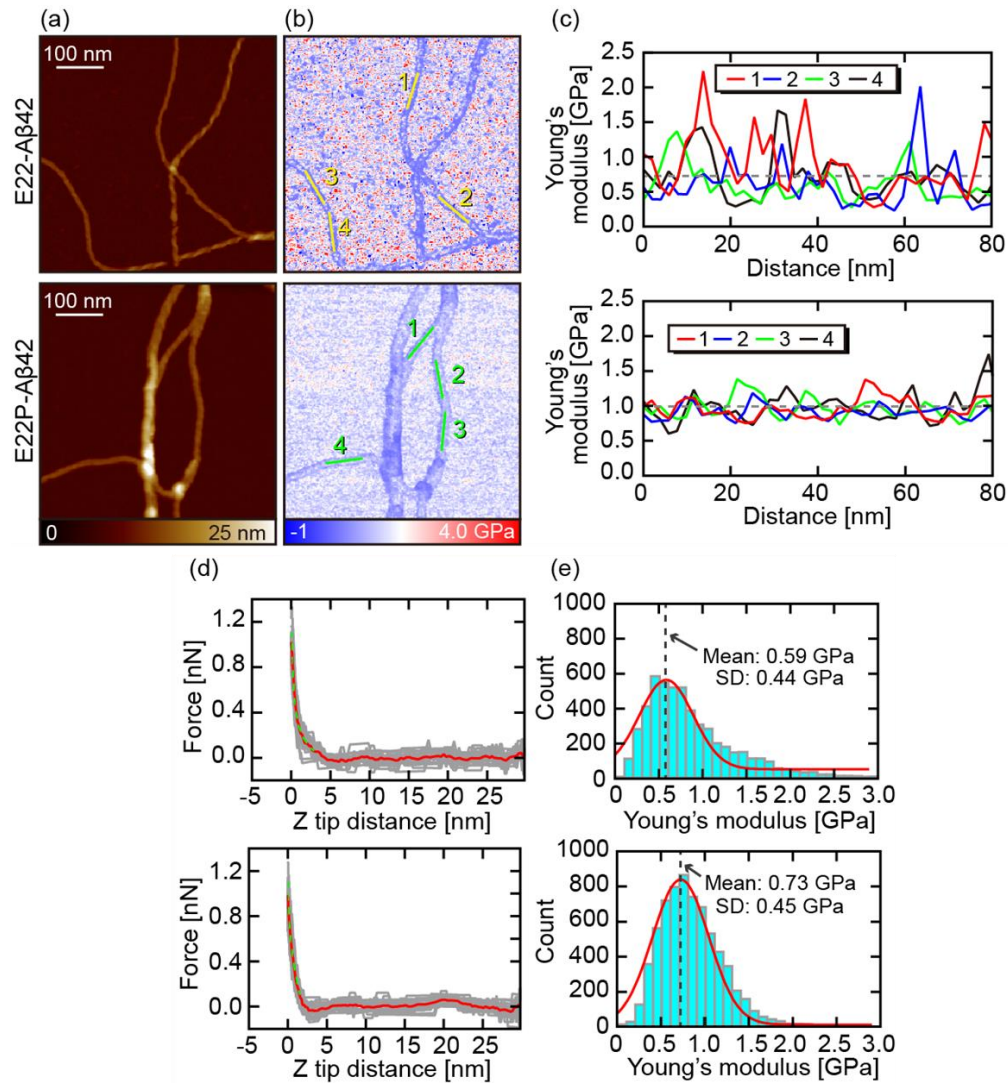 (a)
(b)
(c)
100 nm
E22-Aβ42
1
2
3
4
Young's
modulus [GPa]
2.5
2.0
1.5
1.0
0.5
0.0
1 2 3 4
0 20 40 60 80
Distance [nm]
100 nm
E22P-Aβ42
0 25 nm
1
2
3
4
-1 4.0 GPa
Young's
modulus [GPa]
2.5
2.0
1.5
1.0
0.5
0.0
1 2 3 4
0 20 40 60 80
Distance [nm]
(d)
(e)
Force [nN]
1.2
0.8
0.4
0.0
-5 0 5 10 15 20 25
Z tip distance [nm]
Count
1000
800
600
400
200
0
Mean: 0.59 GPa
SD: 0.44 GPa
0 0.5 1.0 1.5 2.0 2.5 3.0
Young's modulus [GPa]
Force [nN]
1.2
0.8
0.4
0.0
-5 0 5 10 15 20 25
Z tip distance [nm]
Count
1000
800
600
400
200
0
Mean: 0.73 GPa
SD: 0.45 GPa
0 0.5 1.0 1.5 2.0 2.5 3.0
Young's modulus [GPa]